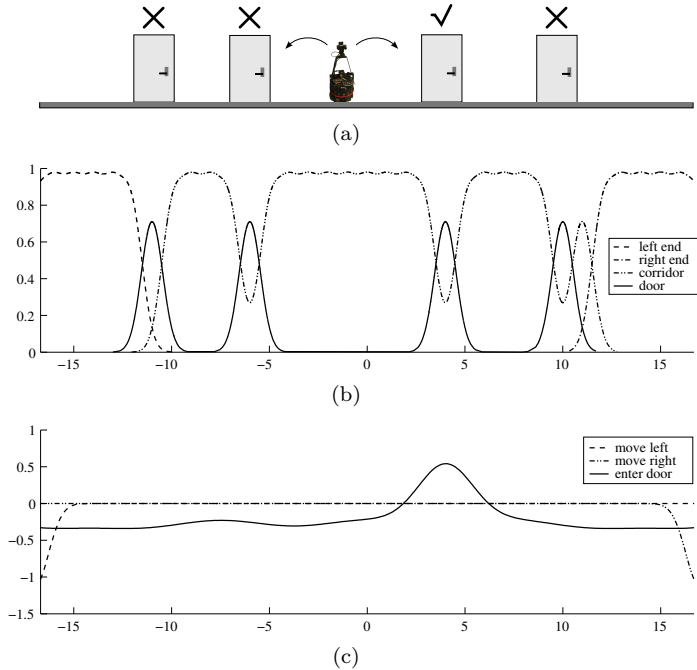 (a)
1
0.8
0.6
0.4
0.2
0
left end
right end
corridor
door
−15 −10 −5 0 5 10 15
(b)
1
0.5
0
−0.5
−1
−1.5
move left
move right
enter door
−15 −10 −5 0 5 10 15
(c)